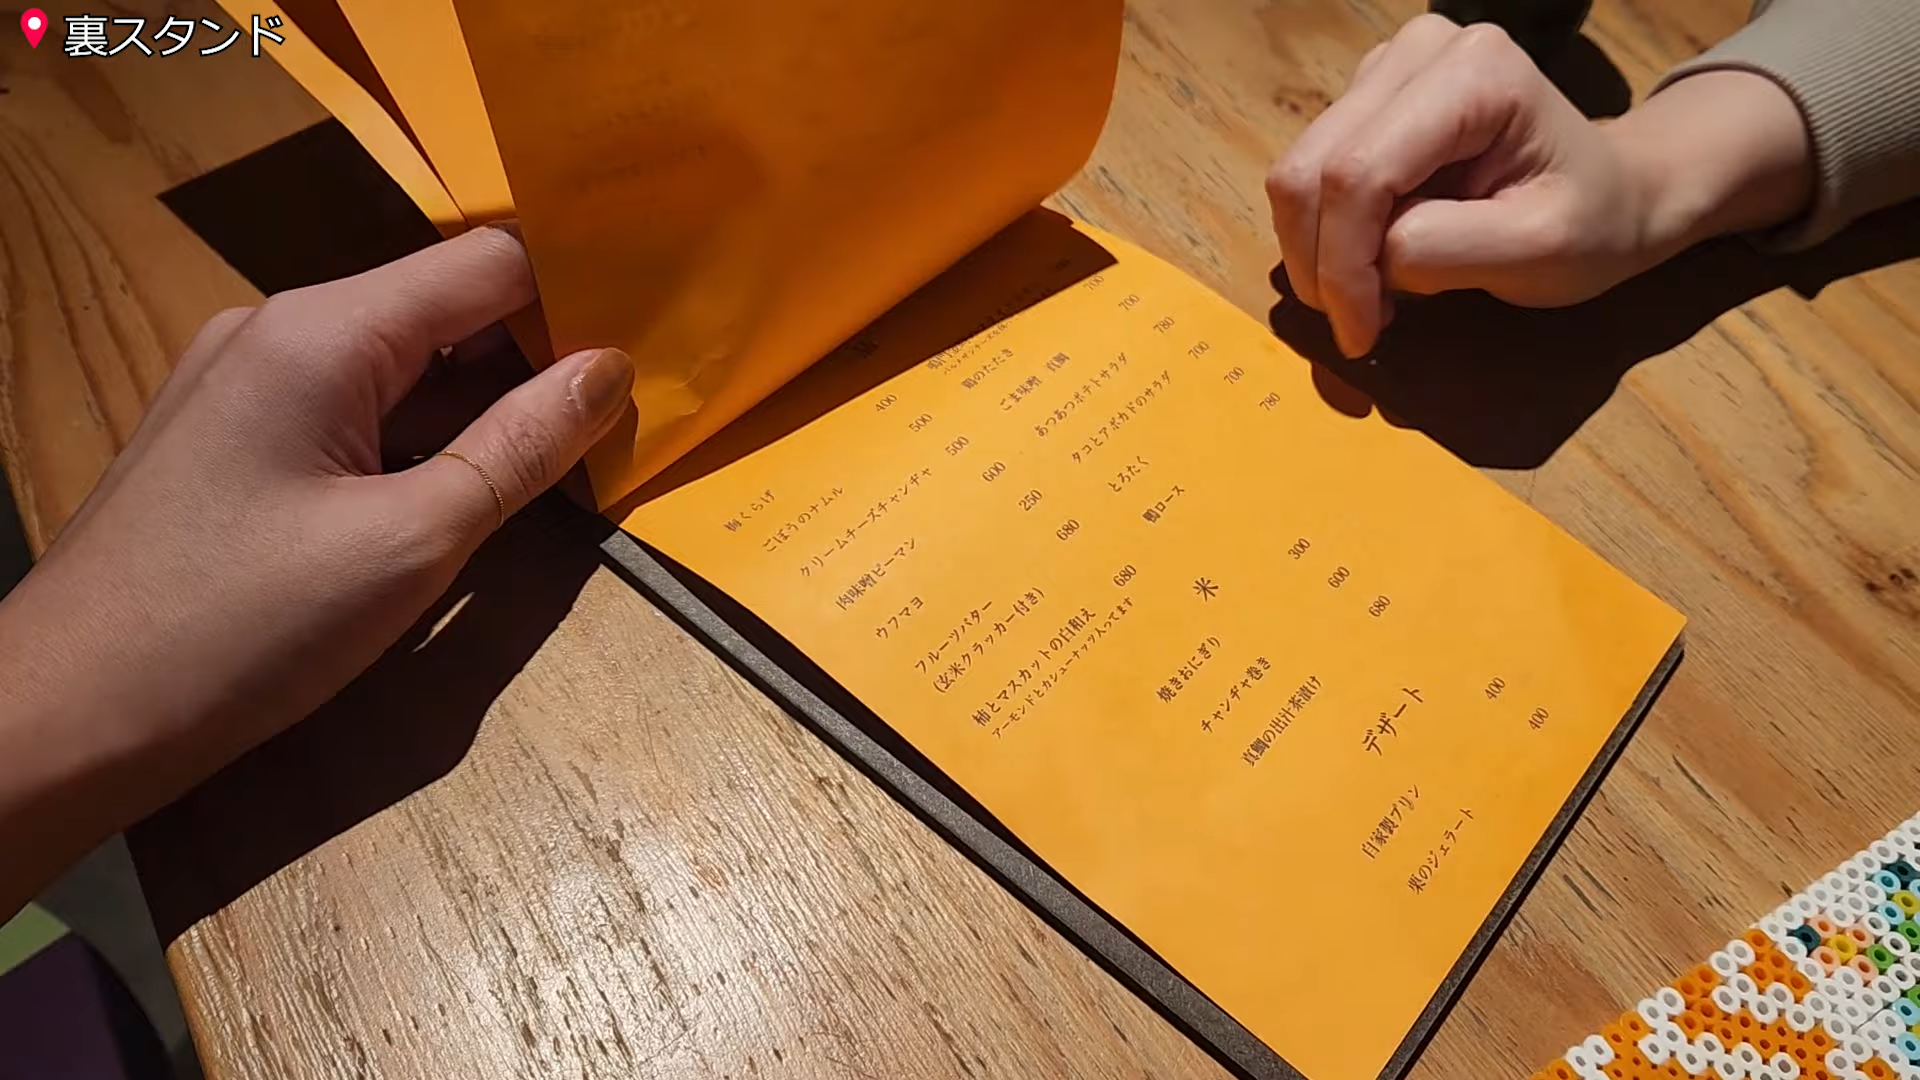 裏スタンド
梅くらげ 400
ごぼうのナムル 500
クリームチーズチャンヂャ 500
肉味噌ピーマン 600
ウフマヨ 250
フルーツバター 680
(玄米クラッカー付き)
柿とマスカットの白和え 680
アーモンドとカシューナッツ入ってます
700
鶏のたたき 700
ごま味噌 真鯛 780
あつあつポテトサラダ 700
タコとアボカドのサラダ 700
とろたく 780
鴨ロース
米
焼きおにぎり 300
チャンヂャ巻き 600
真鯛の出汁茶漬け 680
デザート
自家製プリン 400
栗のジェラート 400